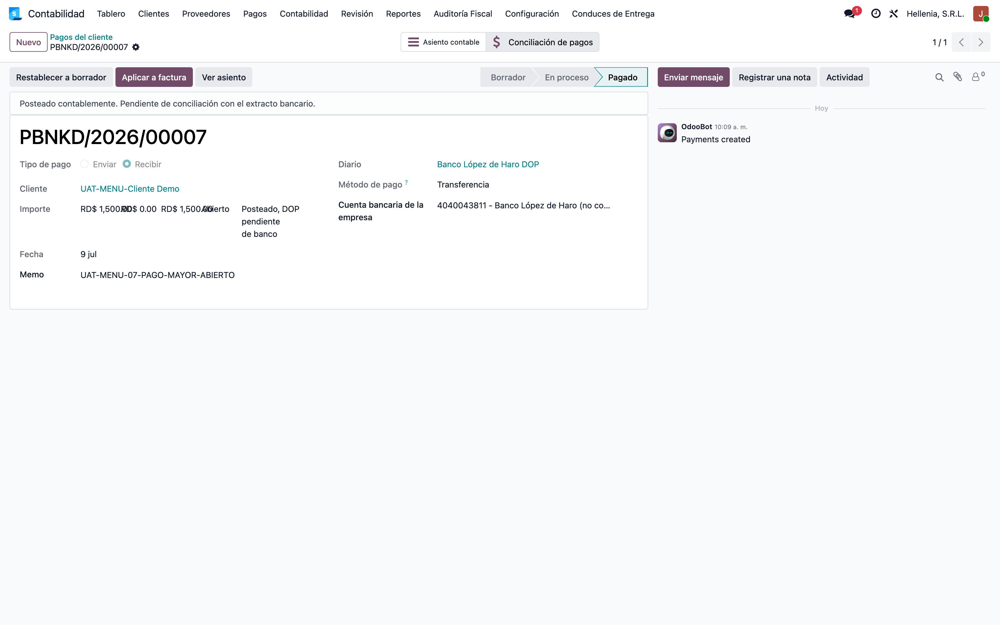 Contabilidad Tablero Clientes Proveedores Pagos Contabilidad Revisión Reportes Auditoría Fiscal Configuración Conduces de Entrega 1 Hellenia, S.R.L. J
Nuevo Pagos del cliente Asiento contable Conciliación de pagos 1 / 1
PBNKD/2026/00007
Restablecer a borrador Aplicar a factura Ver asiento Borrador En proceso Pagado Enviar mensaje Registrar una nota Actividad 0
Posteado contablemente. Pendiente de conciliación con el extracto bancario.
Hoy
OdooBot 10:09 a. m.
Payments created
PBNKD/2026/00007
Tipo de pago Enviar Recibir
Cliente UAT-MENU-Cliente Demo
Importe RD$ 1,500.00 RD$ 0.00 RD$ 1,500.00 Abierto Posteado, DOP
pendiente
de banco
Fecha 9 jul
Memo UAT-MENU-07-PAGO-MAYOR-ABIERTO
Diario Banco López de Haro DOP
Método de pago ? Transferencia
Cuenta bancaria de la 4040043811 - Banco López de Haro (no co...
empresa